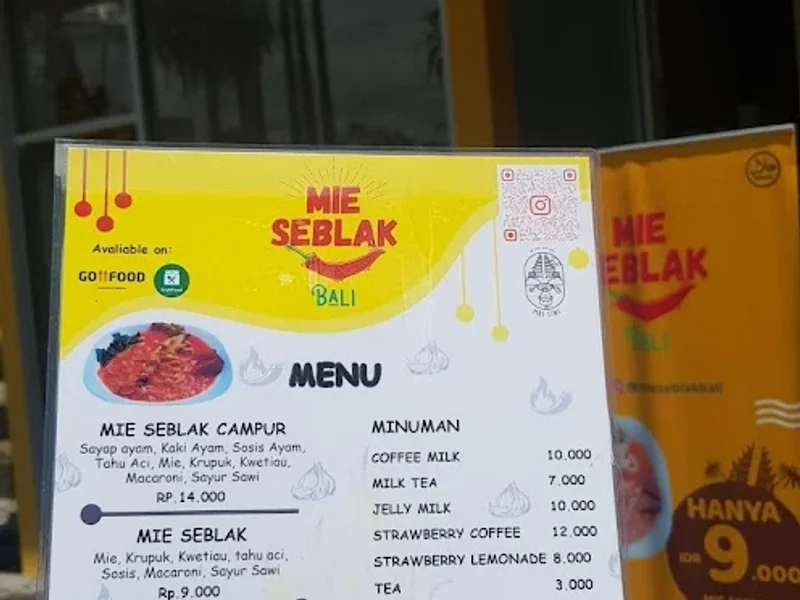 MIE
SEBLAK
BALI
Avaliable on:
GO FOOD
MENU
MIE SEBLAK CAMPUR
Sayap ayam, Kaki Ayam, Sosis Ayam,
Tahu Aci, Mie, Krupuk, Kwetiau,
Macaroni, Sayur Sawi
RP.14.000
MIE SEBLAK
Mie, Krupuk, Kwetiau, tahu aci,
Sosis, Macaroni, Sayur Sawi
Rp.9.000
MINUMAN
COFFEE MILK 10.000
MILK TEA 7.000
JELLY MILK 10.000
STRAWBERRY COFFEE 12.000
STRAWBERRY LEMONADE 8.000
TEA 3.000
MIE
EBLAK
BALI
@mieseblakbali
HANYA
IDR 9.000